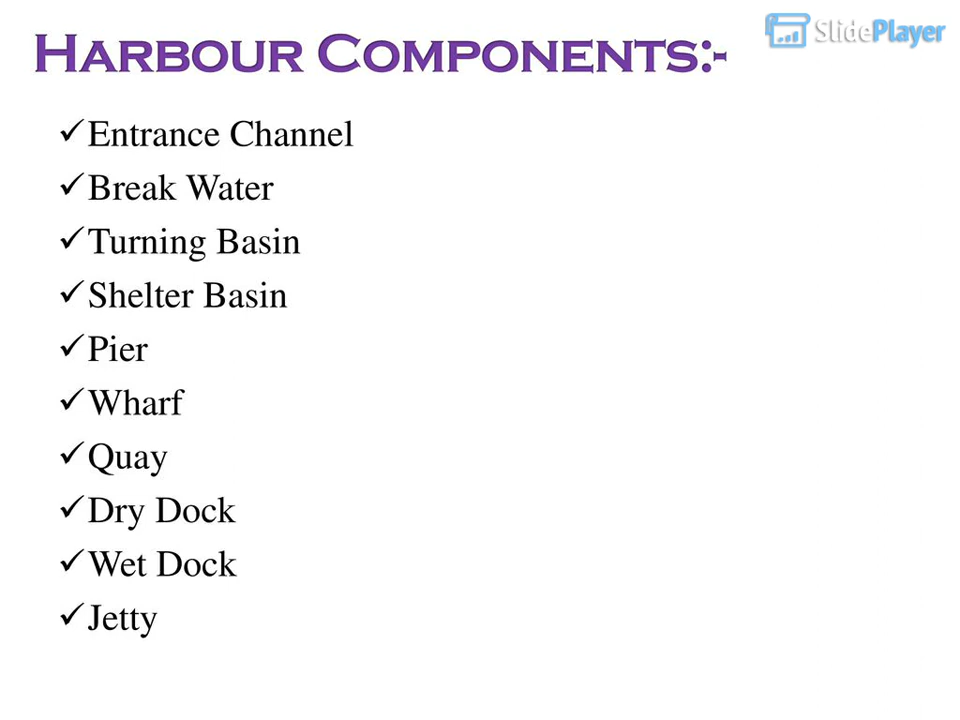 Harbour Components:-
SlidePlayer
✓Entrance Channel
✓Break Water
✓Turning Basin
✓Shelter Basin
✓Pier
✓Wharf
✓Quay
✓Dry Dock
✓Wet Dock
✓Jetty